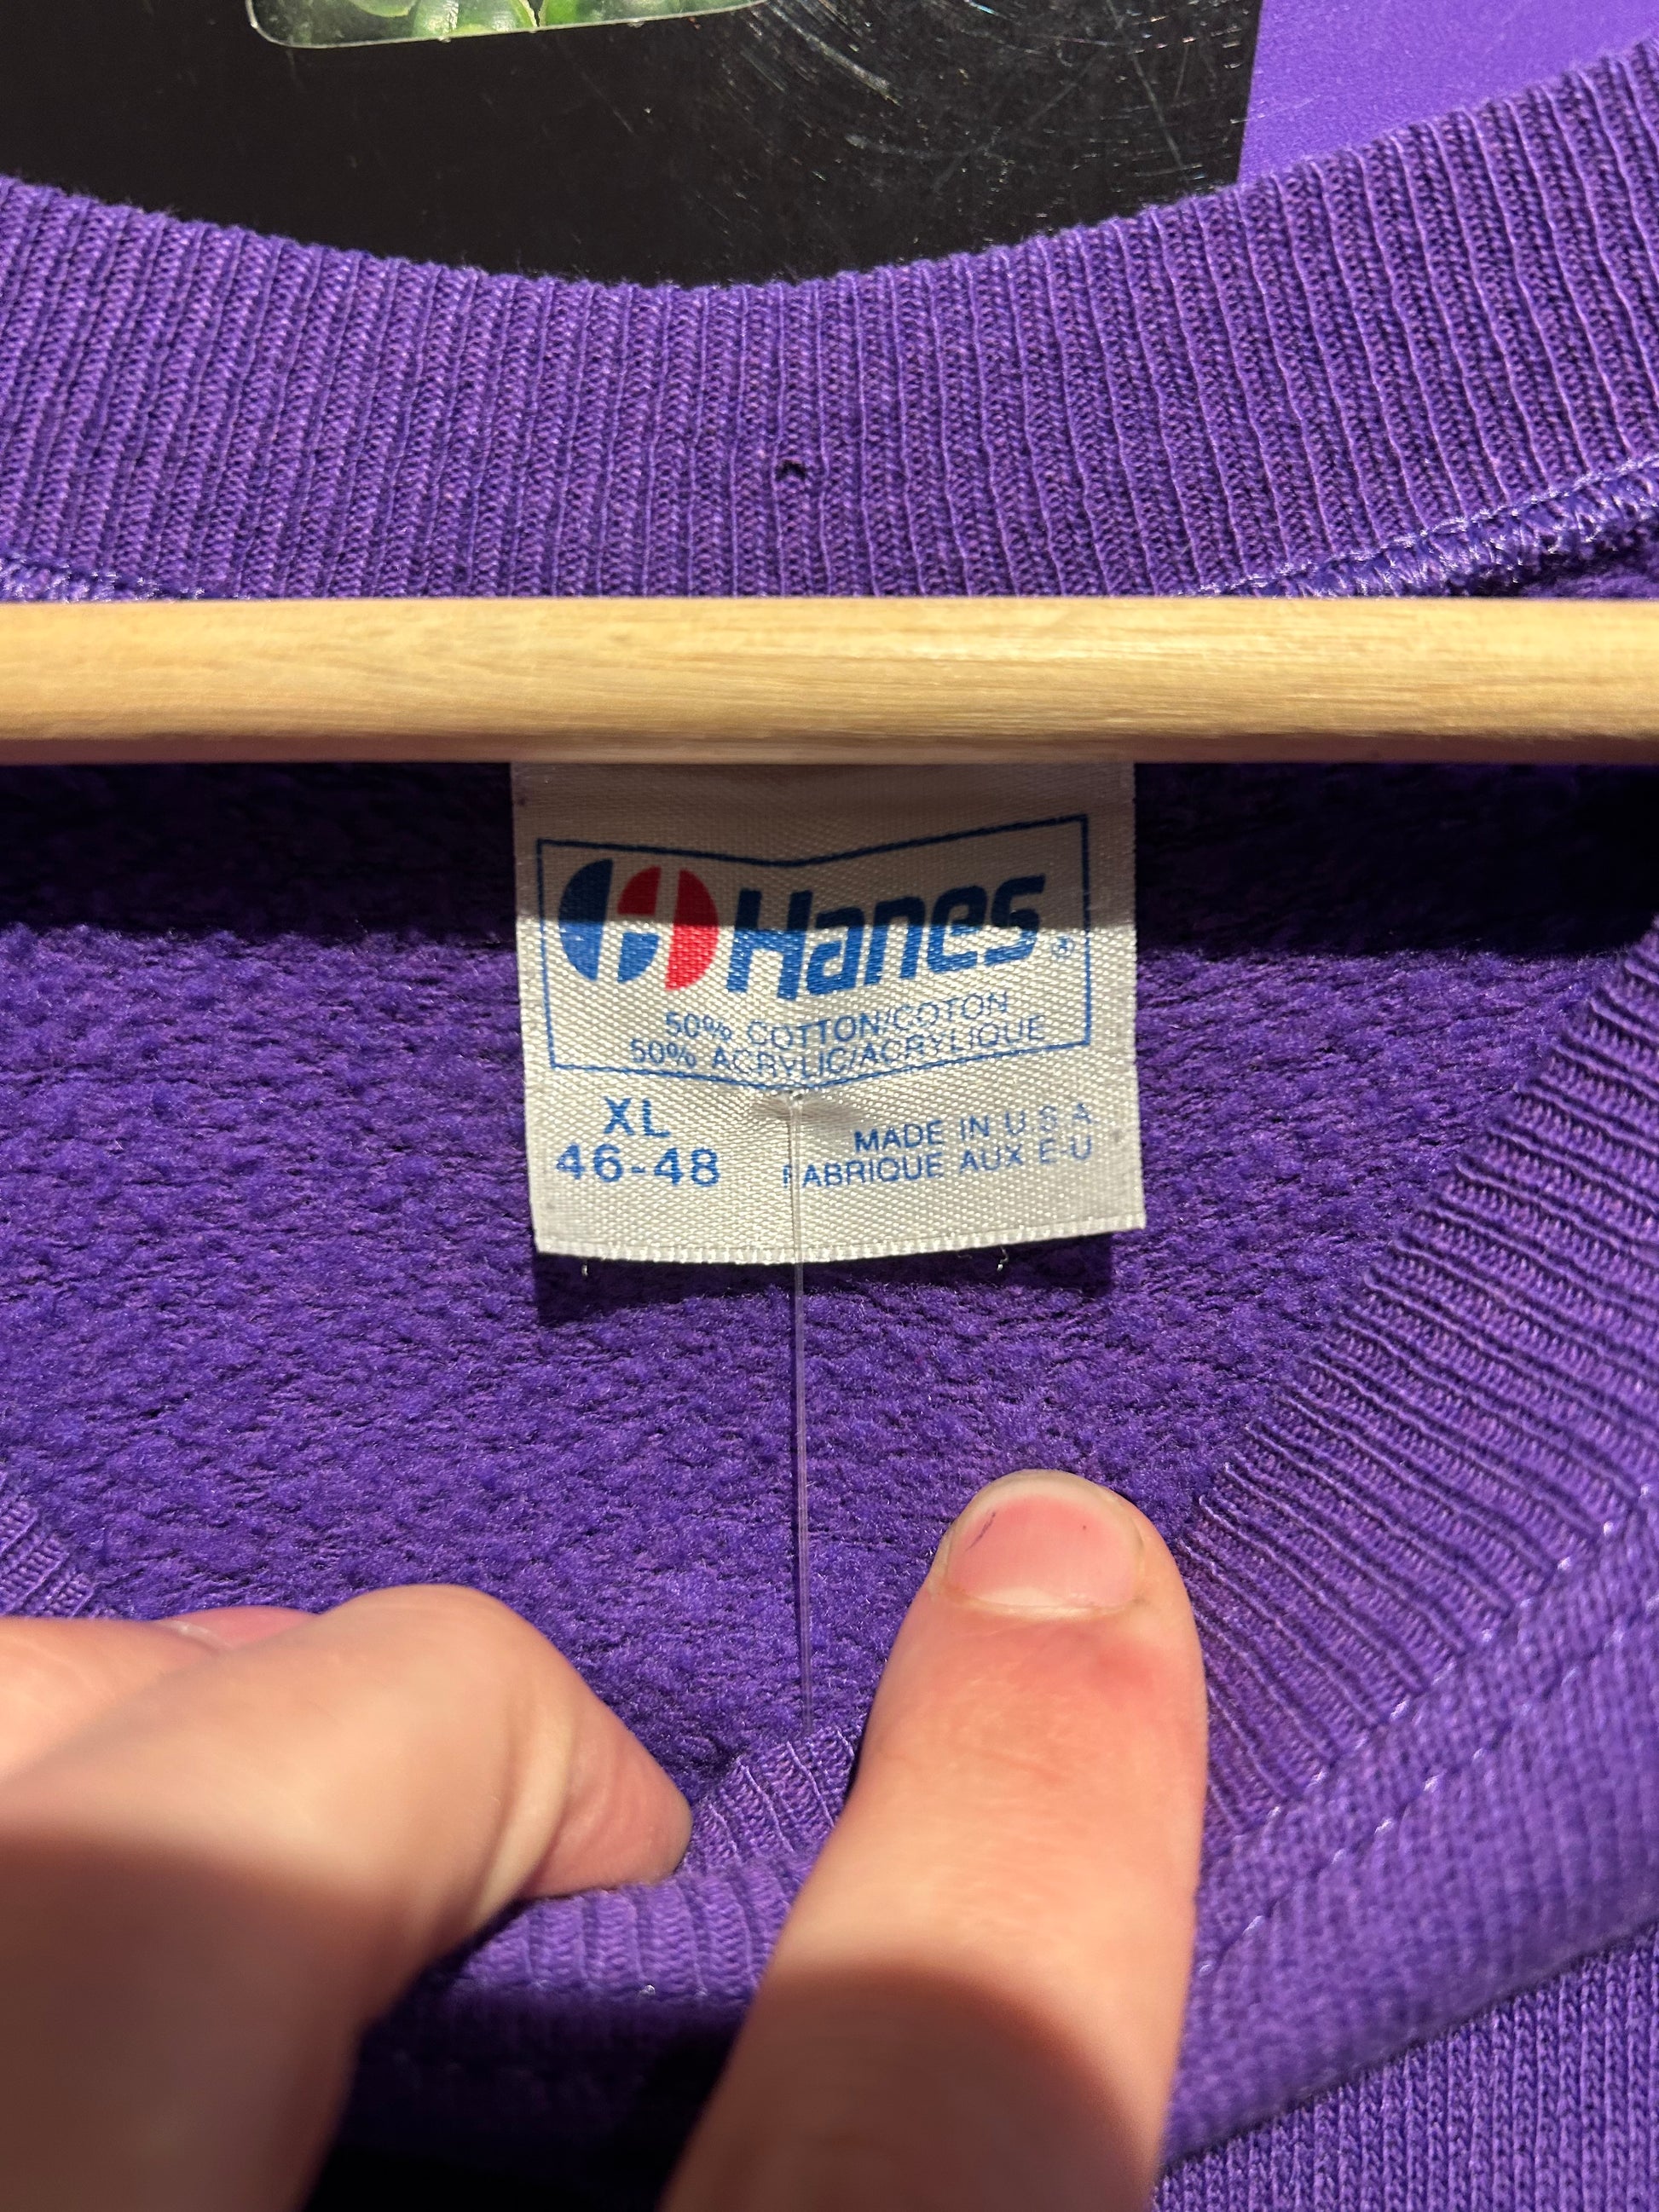 Hanes®
50% COTTON/COTON
50% ACRYLIC/ACRYLIQUE
XL
46-48
MADE IN U S A
FABRIQUE AUX E-U